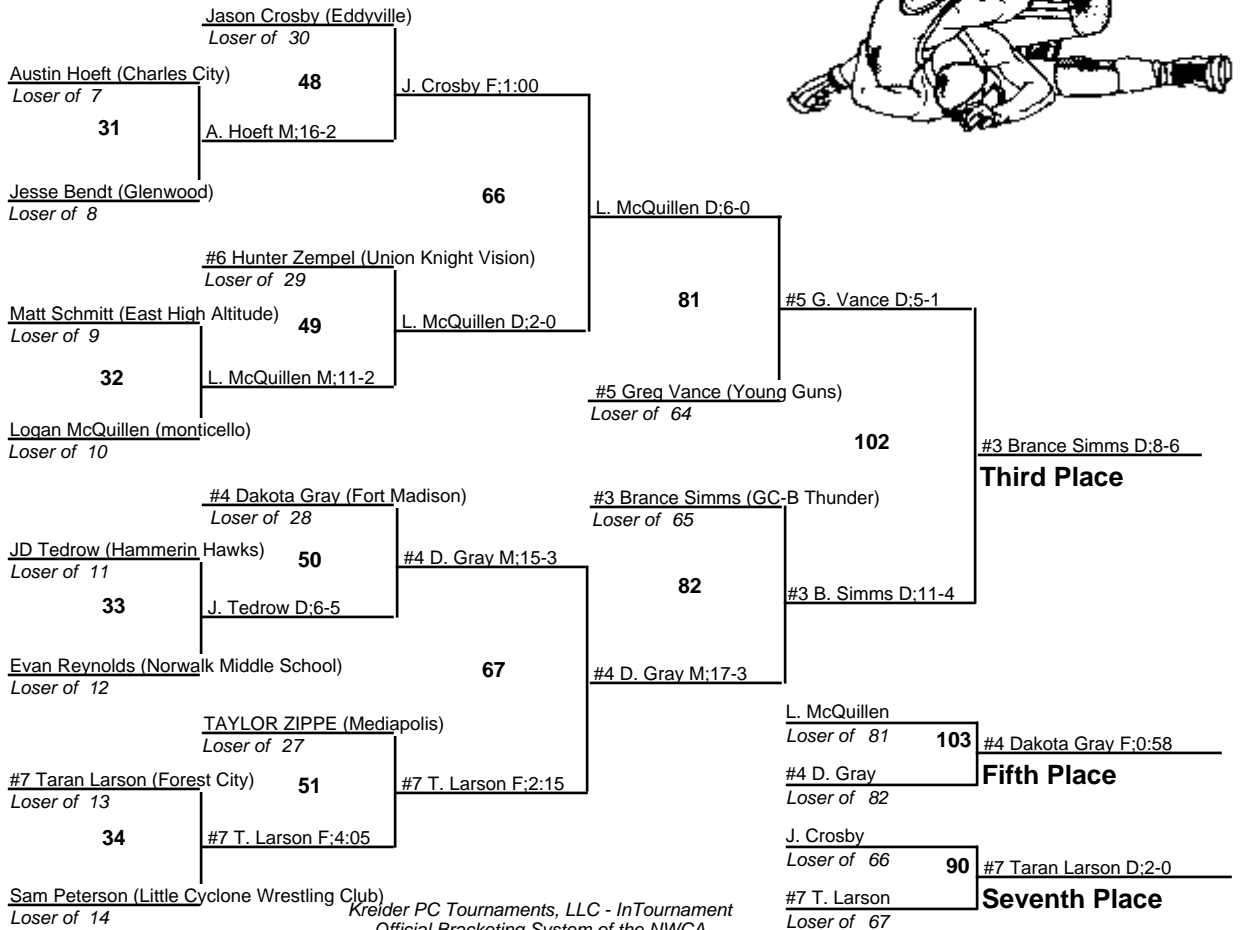 Jason Crosby (Eddyville)
Loser of 30
Austin Hoeft (Charles City)
48
Loser of 7
J. Crosby F;1:00
31
A. Hoeft M;16-2
Jesse Bendt (Glenwood)
Loser of 8
66
L. McQuillen D;6-0
#6 Hunter Zempel (Union Knight Vision)
Loser of 29
81
#5 G. Vance D;5-1
Matt Schmitt (East High Altitude)
49
Loser of 9
L. McQuillen D;2-0
32
L. McQuillen M;11-2
#5 Greg Vance (Young Guns)
Loser of 64
Logan McQuillen (monticello)
Loser of 10
102
#3 Brance Simms D;8-6
Third Place
#4 Dakota Gray (Fort Madison)
Loser of 28
#3 Brance Simms (GC-B Thunder)
Loser of 65
JD Tedrow (Hammerin Hawks)
50
Loser of 11
#4 D. Gray M;15-3
82
33
J. Tedrow D;6-5
#3 B. Simms D;11-4
Evan Reynolds (Norwalk Middle School)
Loser of 12
67
#4 D. Gray M;17-3
TAYLOR ZIPPE (Mediapolis)
Loser of 27
L. McQuillen
Loser of 81
103
#4 Dakota Gray F;0:58
#7 Taran Larson (Forest City)
51
Loser of 13
#7 T. Larson F;2:15
#4 D. Gray
Fifth Place
Loser of 82
34
#7 T. Larson F;4:05
J. Crosby
Loser of 66
90
#7 Taran Larson D;2-0
Sam Peterson (Little Cyclone Wrestling Club)
Loser of 14
#7 T. Larson
Seventh Place
Loser of 67
Kreider PC Tournaments, LLC - InTournament
Official Bracketing System of the NWCA